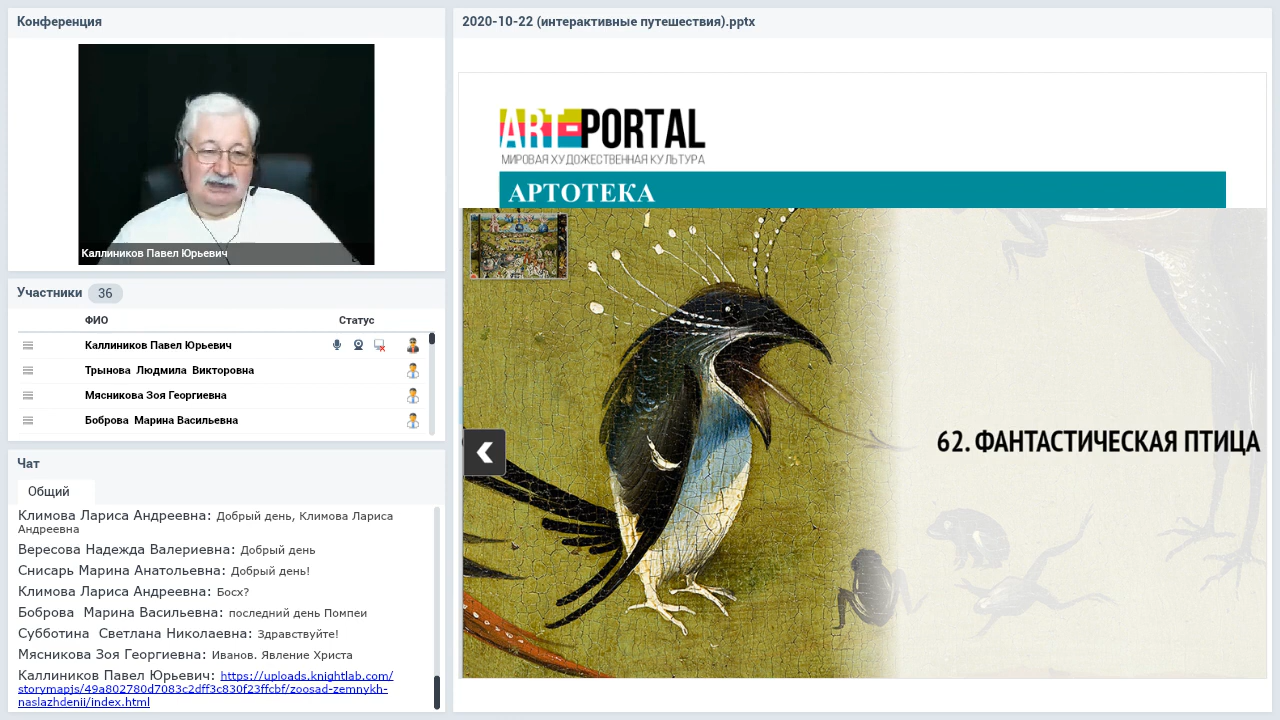 Конференция
Каллиников Павел Юрьевич
Участники 36
ФИО Статус
Каллиников Павел Юрьевич
Трынова Людмила Викторовна
Мясникова Зоя Георгиевна
Боброва Марина Васильевна
Чат
Общий
Климова Лариса Андреевна: Добрый день, Климова Лариса
Андреевна
Вересова Надежда Валериевна: Добрый день
Снисарь Марина Анатольевна: Добрый день!
Климова Лариса Андреевна: Босх?
Боброва Марина Васильевна: последний день Помпеи
Субботина Светлана Николаевна: Здравствуйте!
Мясникова Зоя Георгиевна: Иванов. Явление Христа
Каллиников Павел Юрьевич: https://uploads.knightlab.com/
storymapjs/49a802780d7083c2dff3c830f23ffcbf/zoosad-zemnykh-
naslazhdenii/index.html
2020-10-22 (интерактивные путешествия).pptx
ART-PORTAL
МИРОВАЯ ХУДОЖЕСТВЕННАЯ КУЛЬТУРА
АРТОТЕКА
62. ФАНТАСТИЧЕСКАЯ ПТИЦА